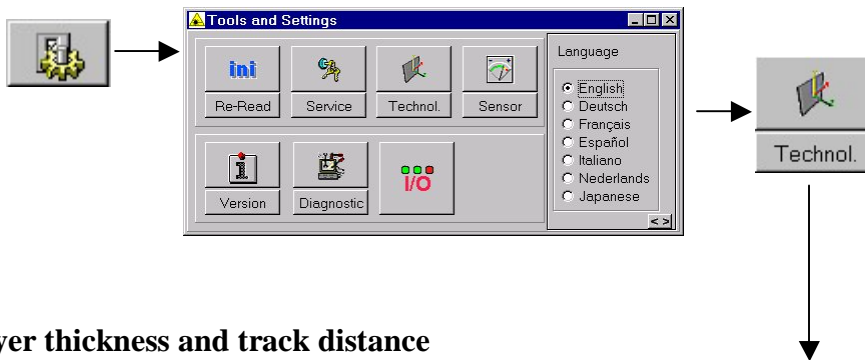 Tools and Settings
Language
ini
Re-Read
Service
Technol.
Sensor
English
Deutsch
Français
Español
Italiano
Nederlands
Japanese
i
Version
Diagnostic
I/O
< >
Technol.
yer thickness and track distance